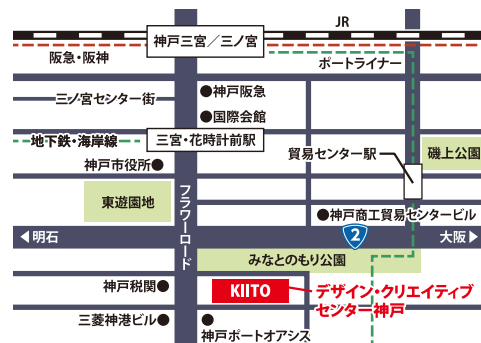 JR
神戸三宮／三ノ宮
阪急・阪神
ポートライナー
三ノ宮センター街
●神戸阪急
●国際会館
地下鉄・海岸線
三宮・花時計前駅
貿易センター駅
磯上公園
神戸市役所●
東遊園地
フラワーロード
●神戸商工貿易センタービル
◀明石
2
大阪▶
みなとのもり公園
神戸税関●
KIITO
デザイン・クリエイティブ
センター神戸
三菱神港ビル●
●
神戸ポートオアシス